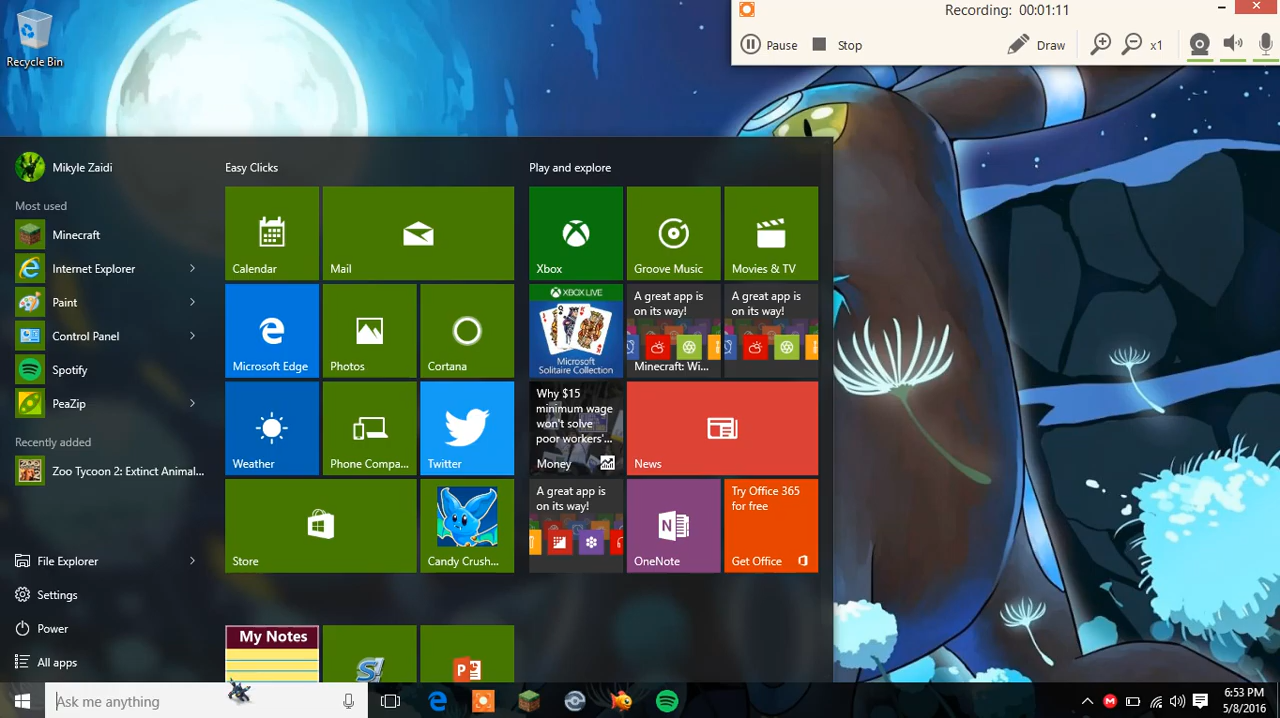 Recycle Bin
Recording: 00:01:11
Pause
Stop
Draw
x1
Mikyle Zaidi
Most used
Minecraft
Internet Explorer
Paint
Control Panel
Spotify
PeaZip
Recently added
Zoo Tycoon 2: Extinct Animal...
File Explorer
Settings
Power
All apps
Easy Clicks
Calendar
Mail
Microsoft Edge
Photos
Cortana
Weather
Phone Compa...
Twitter
Store
Candy Crush...
My Notes
Play and explore
Xbox
Groove Music
Movies & TV
XBOX LIVE
Microsoft
Solitaire Collection
A great app is
on its way!
Minecraft: Wi...
A great app is
on its way!
Why $15
minimum wage
won't solve
poor workers'...
Money
News
A great app is
on its way!
OneNote
Try Office 365
for free
Get Office
Ask me anything
6:53 PM
5/8/2016